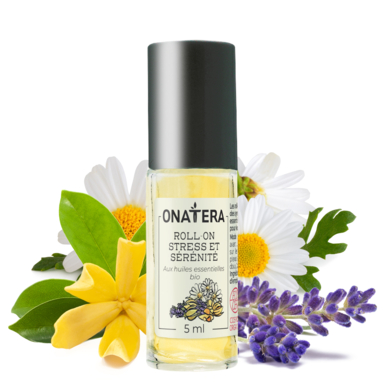 ONATERA
ROLL-ON
STRESS ET
SÉRÉNITÉ
Aux huiles essentielles
bio
5 ml